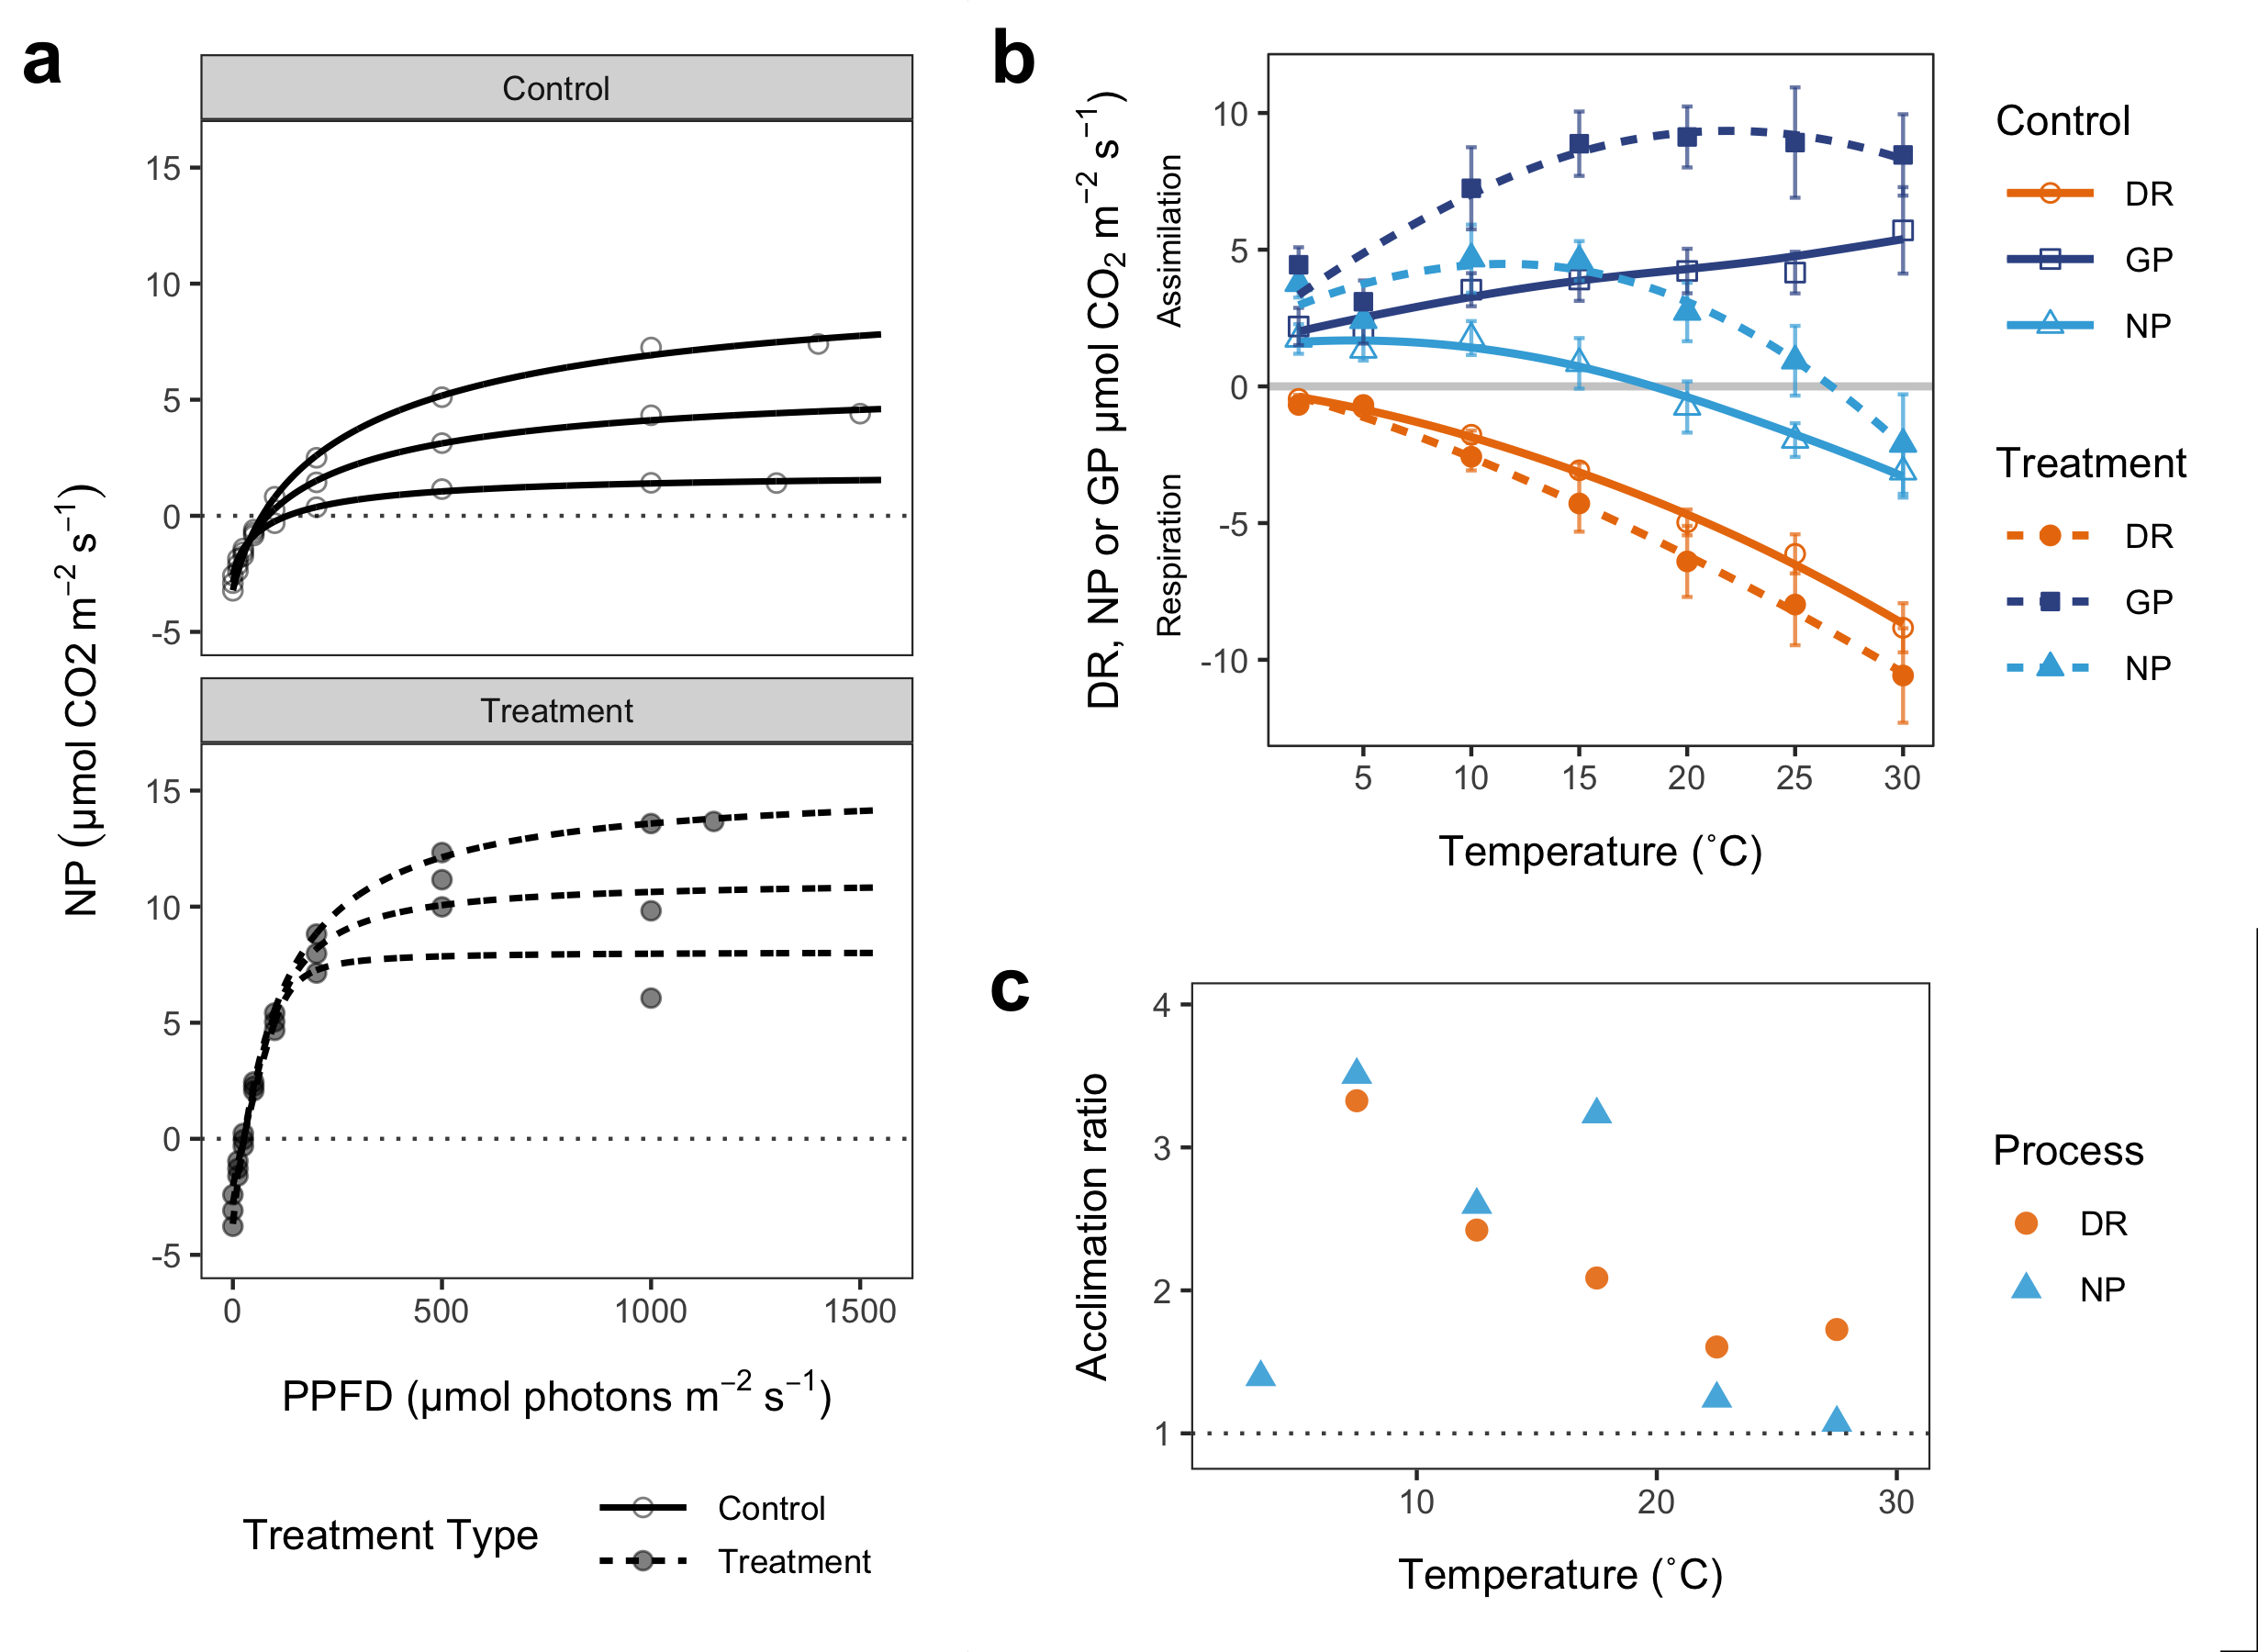 a
Control
15
10
5
0
-5
Treatment
15
10
5
0
-5
0 500 1000 1500
NP (µmol CO2 m−2 s−1)
PPFD (µmol photons m−2 s−1)
Treatment Type
Control
Treatment
b
10
5
0
-5
-10
5 10 15 20 25 30
DR, NP or GP µmol CO2 m−2 s−1)
Assimilation
Respiration
Temperature (˚C)
Control
DR
GP
NP
Treatment
DR
GP
NP
c
4
3
2
1
10 20 30
Acclimation ratio
Temperature (˚C)
Process
DR
NP